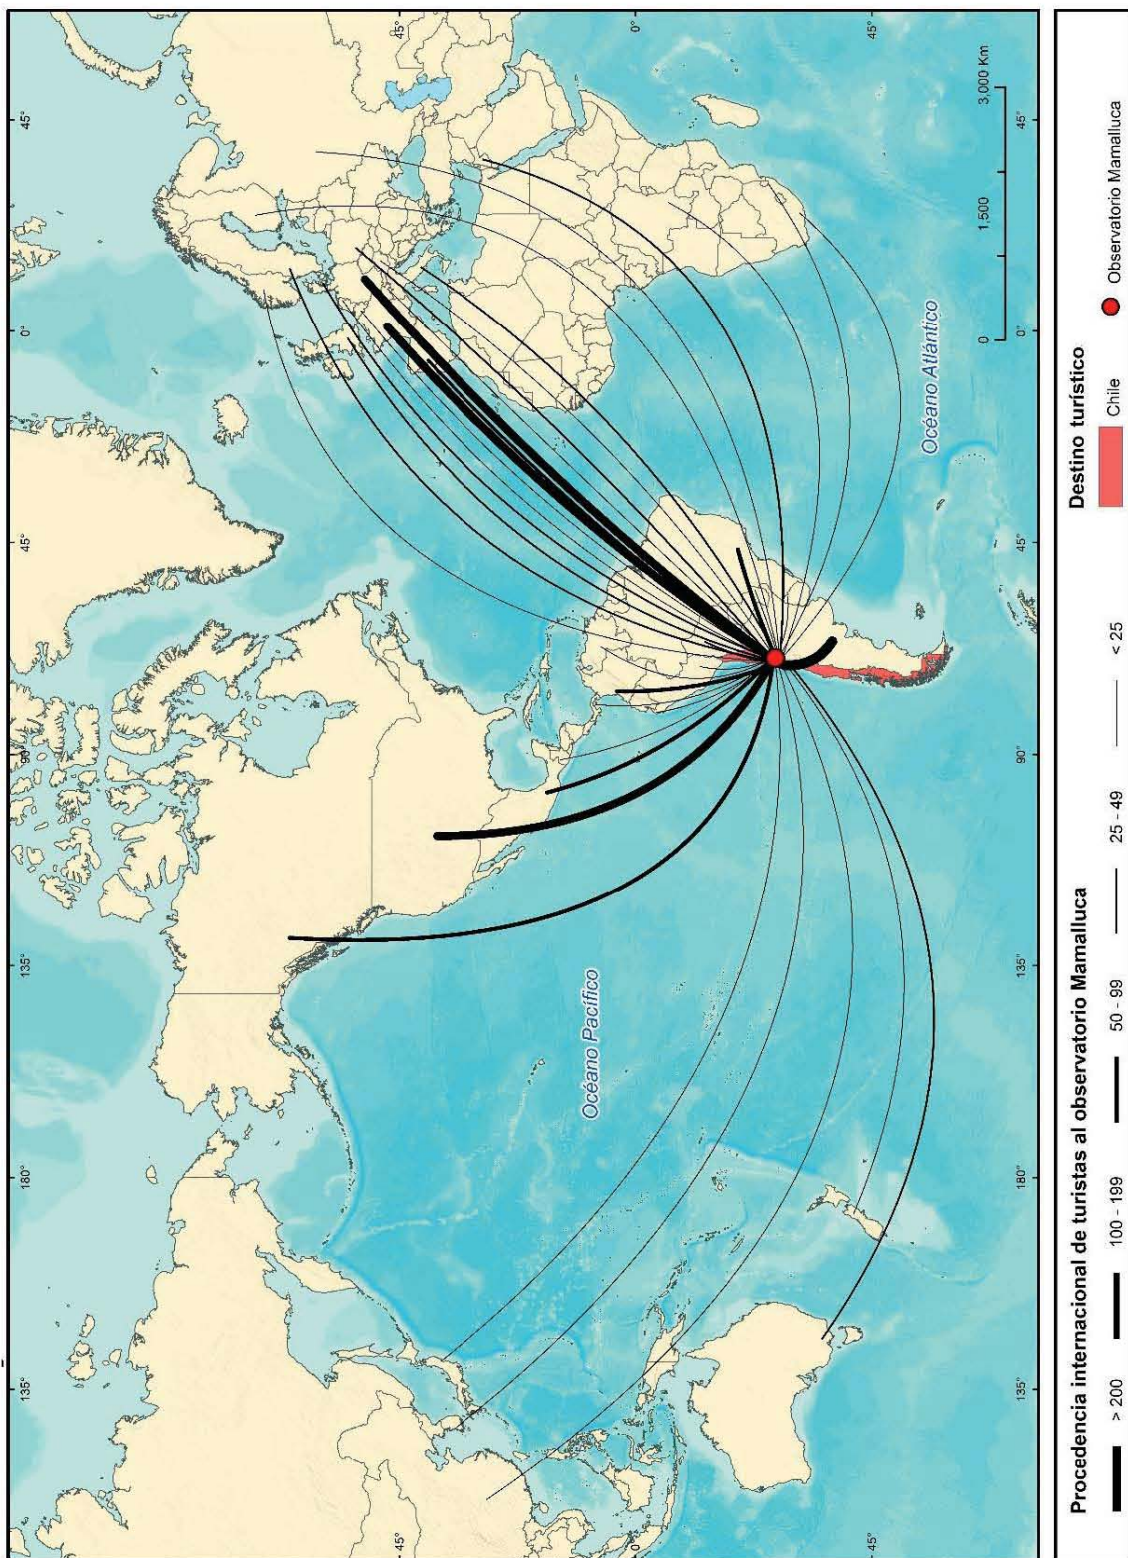 135°
180°
135°
90°
45°
0°
45°
45°
0°
45°
45°
0°
45°
135°
180°
135°
90°
45°
0°
45°
Océano Pacífico
Océano Atlántico
0
1,500
3,000 Km
Procedencia internacional de turistas al observatorio Mamalluca
> 200
100 - 199
50 - 99
25 - 49
< 25
Destino turístico
Chile
Observatorio Mamalluca